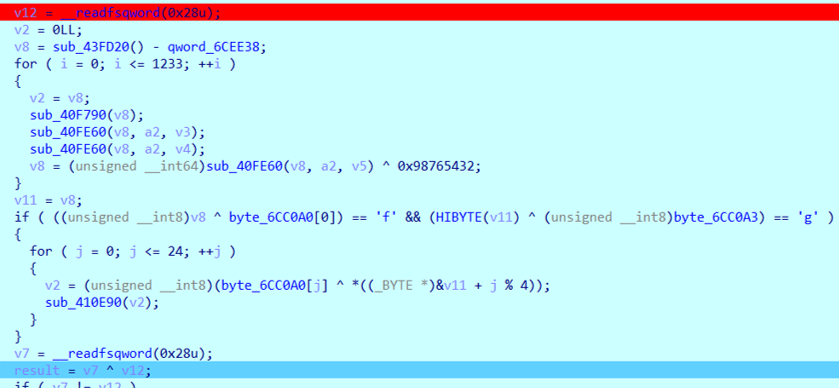 v12 = __readfsqword(0x28u);
v2 = 0LL;
v8 = sub_43FD20() - qword_6CEE38;
for ( i = 0; i <= 1233; ++i )
{
v2 = v8;
sub_40F790(v8);
sub_40FE60(v8, a2, v3);
sub_40FE60(v8, a2, v4);
v8 = (unsigned __int64)sub_40FE60(v8, a2, v5) ^ 0x98765432;
}
v11 = v8;
if ( ((unsigned __int8)v8 ^ byte_6CC0A0[0]) == 'f' && (HIBYTE(v11) ^ (unsigned __int8)byte_6CC0A3) == 'g' )
{
for ( j = 0; j <= 24; ++j )
{
v2 = (unsigned __int8)(byte_6CC0A0[j] ^ *((_BYTE *)&v11 + j % 4));
sub_410E90(v2);
}
}
v7 = __readfsqword(0x28u);
result = v7 ^ v12;
if ( v7 != v12 )